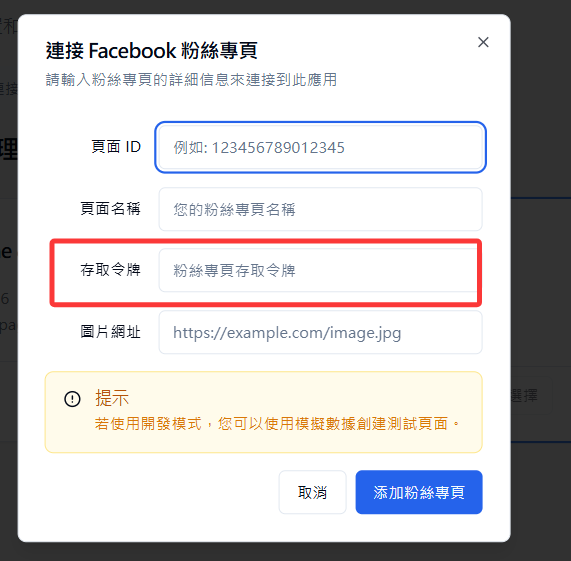 連接 Facebook 粉絲專頁
請輸入粉絲專頁的詳細信息來連接到此應用
頁面 ID
例如: 123456789012345
頁面名稱
您的粉絲專頁名稱
存取令牌
粉絲專頁存取令牌
圖片網址
https://example.com/image.jpg
提示
若使用開發模式，您可以使用模擬數據創建測試頁面。
取消
添加粉絲專頁
選擇